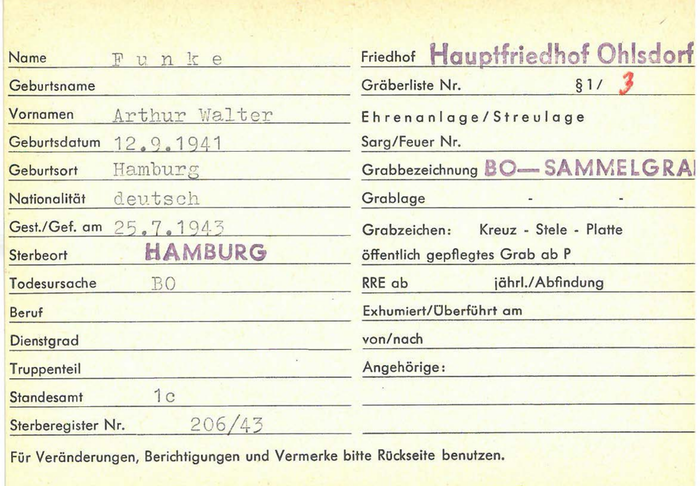 Name Funke
Geburtsname
Vornamen Arthur Walter
Geburtsdatum 12.9.1941
Geburtsort Hamburg
Nationalität deutsch
Gest./Gef. am 25.7.1943
Sterbeort HAMBURG
Todesursache BO
Beruf
Dienstgrad
Truppenteil
Standesamt 1c
Sterberegister Nr. 206/43
Friedhof Hauptfriedhof Ohlsdorf
Gräberliste Nr. §1/ 3
Ehrenanlage/Streulage
Sarg/Feuer Nr.
Grabbezeichnung BO—SAMMELGRA
Grablage - -
Grabzeichen: Kreuz - Stele - Platte
öffentlich gepflegtes Grab ab P
RRE ab jährl./Abfindung
Exhumiert/Überführt am
von/nach
Angehörige:
Für Veränderungen, Berichtigungen und Vermerke bitte Rückseite benutzen.